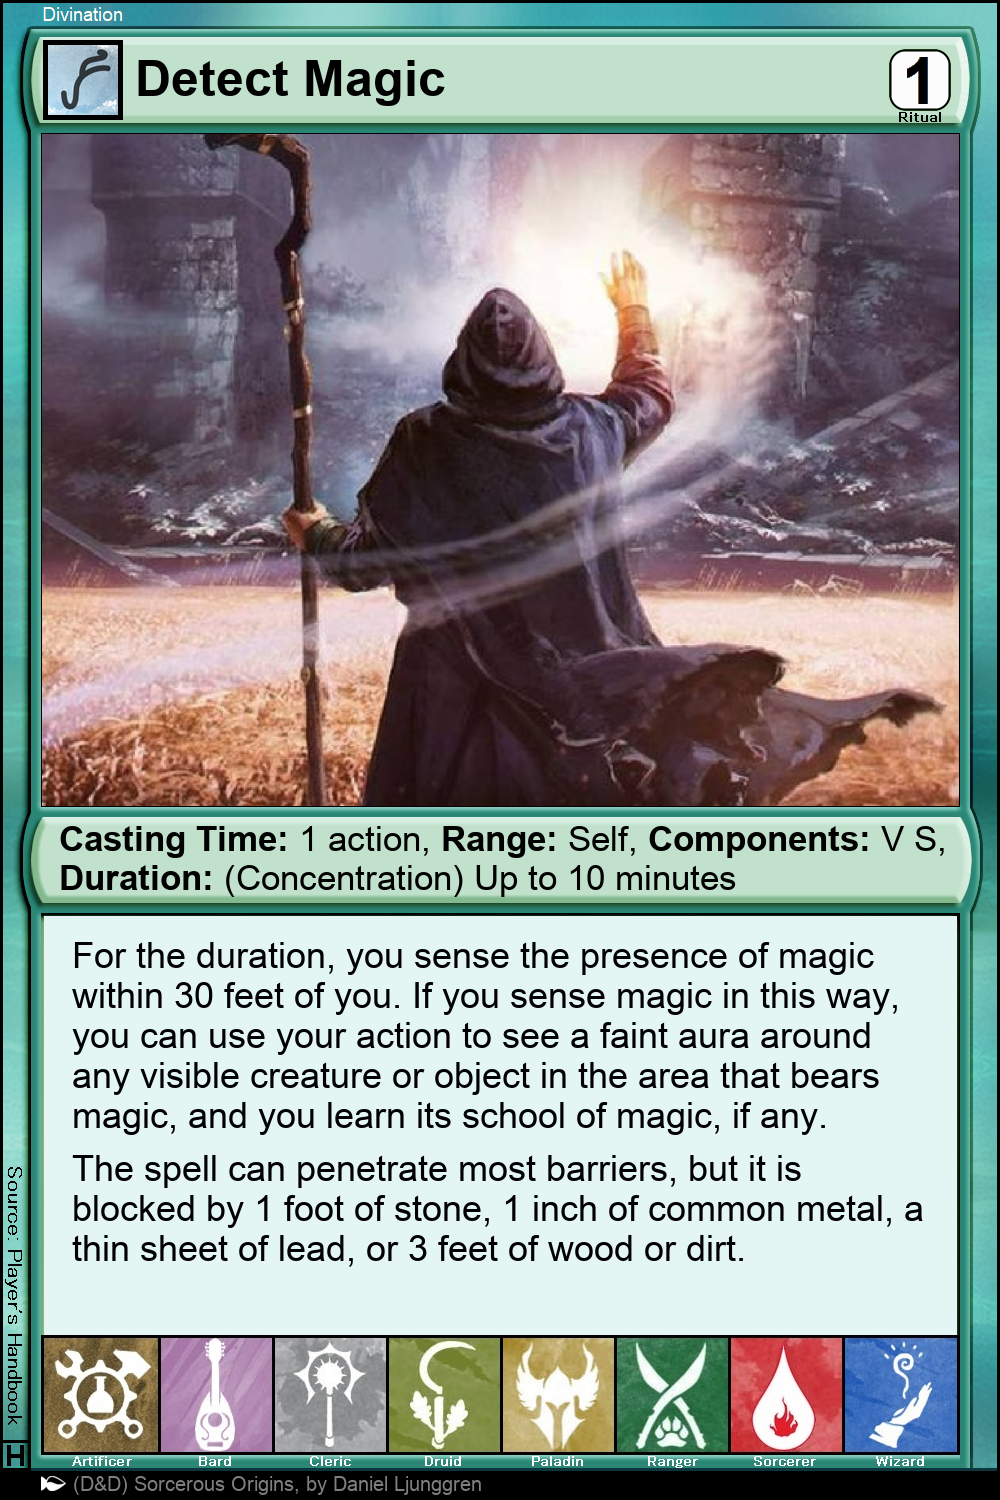 Divination
Detect Magic
1
Ritual
Casting Time: 1 action, Range: Self, Components: V S,
Duration: (Concentration) Up to 10 minutes
For the duration, you sense the presence of magic
within 30 feet of you. If you sense magic in this way,
you can use your action to see a faint aura around
any visible creature or object in the area that bears
magic, and you learn its school of magic, if any.
The spell can penetrate most barriers, but it is
blocked by 1 foot of stone, 1 inch of common metal, a
thin sheet of lead, or 3 feet of wood or dirt.
Source: Player's Handbook
H
Artificer Bard Cleric Druid Paladin Ranger Sorcerer Wizard
(D&D) Sorcerous Origins, by Daniel Ljunggren